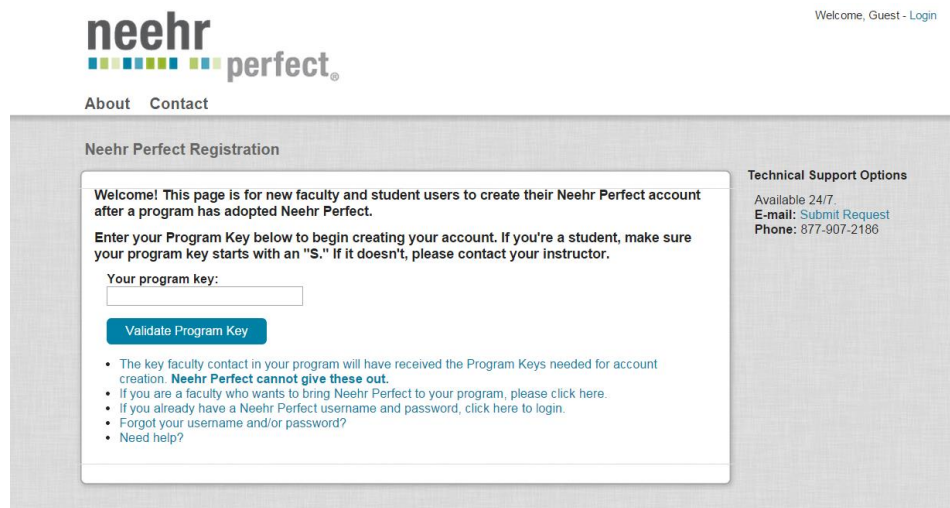 Welcome, Guest - Login
neehr
perfect®
About Contact
Neehr Perfect Registration
Welcome! This page is for new faculty and student users to create their Neehr Perfect account
after a program has adopted Neehr Perfect.
Enter your Program Key below to begin creating your account. If you're a student, make sure
your program key starts with an "S." If it doesn't, please contact your instructor.
Your program key:
Validate Program Key
• The key faculty contact in your program will have received the Program Keys needed for account
creation. Neehr Perfect cannot give these out.
• If you are a faculty who wants to bring Neehr Perfect to your program, please click here.
• If you already have a Neehr Perfect username and password, click here to login.
• Forgot your username and/or password?
• Need help?
Technical Support Options
Available 24/7.
E-mail: Submit Request
Phone: 877-907-2186